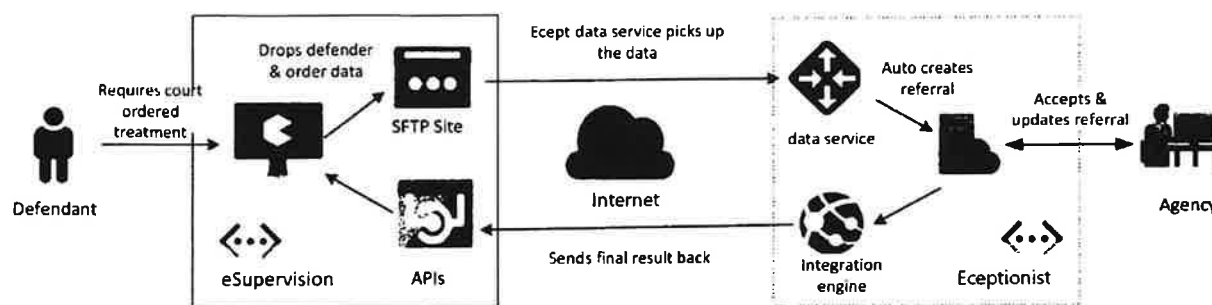 Requires court
ordered
treatment
Defendant
Drops defender
& order data
SFTP Site
eSupervision
APIs
Ecept data service picks up
the data
Internet
Sends final result back
data service
Auto creates
referral
Integration
engine
Eceptionist
Accepts &
updates referral
Agency